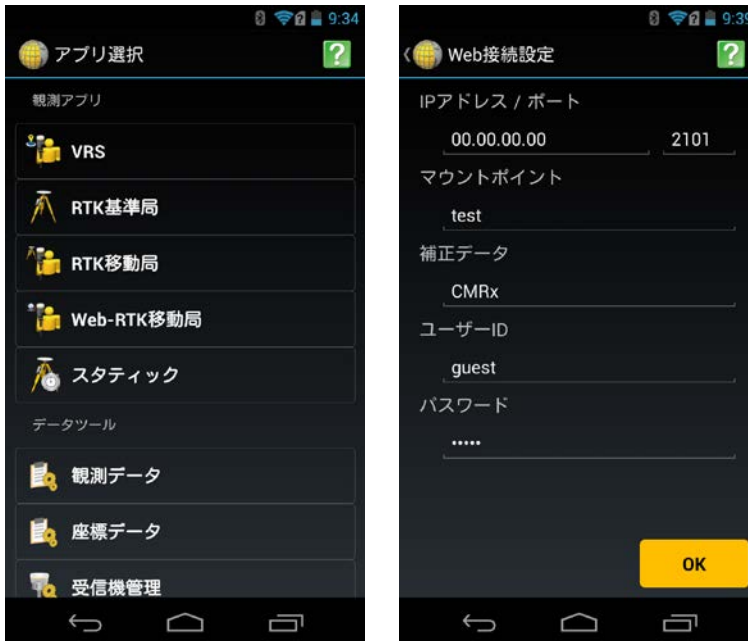 9:34
アプリ選択
観測アプリ
VRS
RTK基準局
RTK移動局
Web-RTK移動局
スタティック
データツール
観測データ
座標データ
受信機管理
9:39
Web接続設定
IPアドレス / ポート
00.00.00.00 2101
マウントポイント
test
補正データ
CMRx
ユーザーID
guest
パスワード
•••••
OK